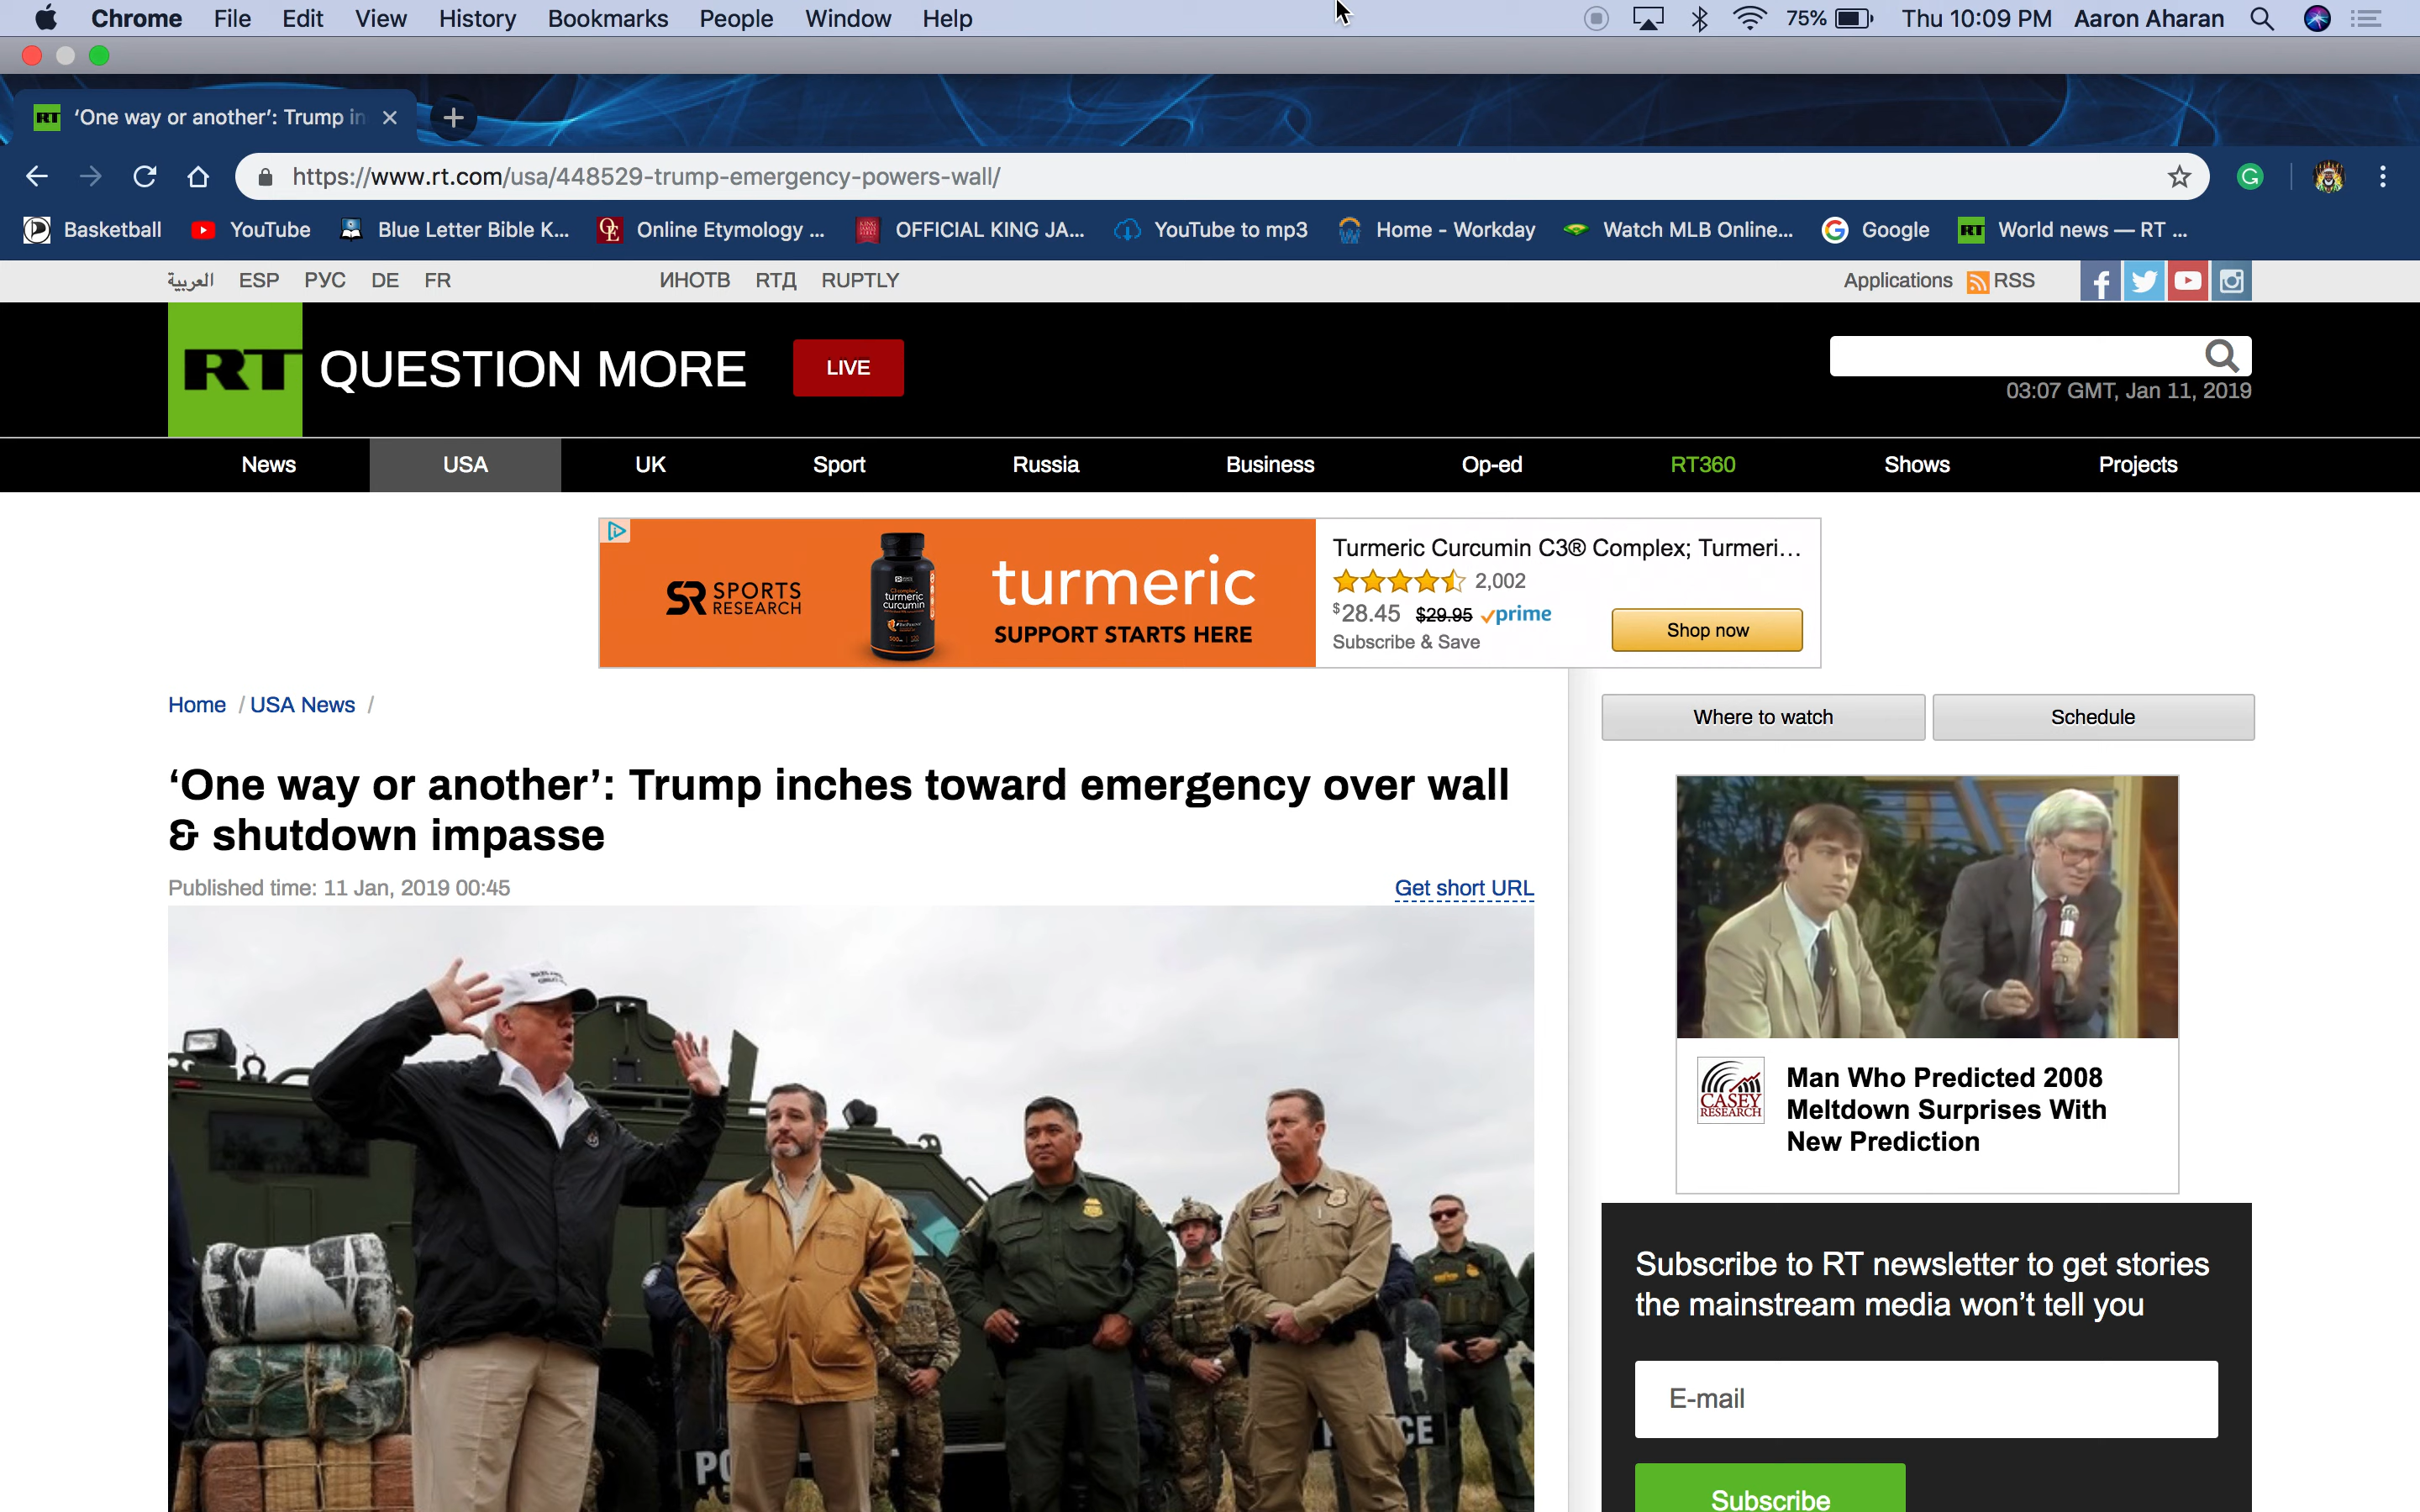 Chrome File Edit View History Bookmarks People Window Help 75% Thu 10:09 PM Aaron Aharan
RT 'One way or another': Trump in
https://www.rt.com/usa/448529-trump-emergency-powers-wall/
Basketball YouTube Blue Letter Bible K... Online Etymology ... OFFICIAL KING JA... YouTube to mp3 Home - Workday Watch MLB Online... Google RT World news — RT ...
العربية ESP РУС DE FR ИНОТВ RTД RUPTLY Applications RSS
RT QUESTION MORE LIVE
03:07 GMT, Jan 11, 2019
News USA UK Sport Russia Business Op-ed RT360 Shows Projects
SR SPORTS RESEARCH
turmeric curcumin
turmeric
SUPPORT STARTS HERE
Turmeric Curcumin C3® Complex; Turmeri...
2,002
$28.45 $29.95 prime
Subscribe & Save
Shop now
Home / USA News /
Where to watch Schedule
‘One way or another’: Trump inches toward emergency over wall
& shutdown impasse
Published time: 11 Jan, 2019 00:45 Get short URL
CASEY RESEARCH
Man Who Predicted 2008
Meltdown Surprises With
New Prediction
Subscribe to RT newsletter to get stories
the mainstream media won’t tell you
E-mail
Subscribe